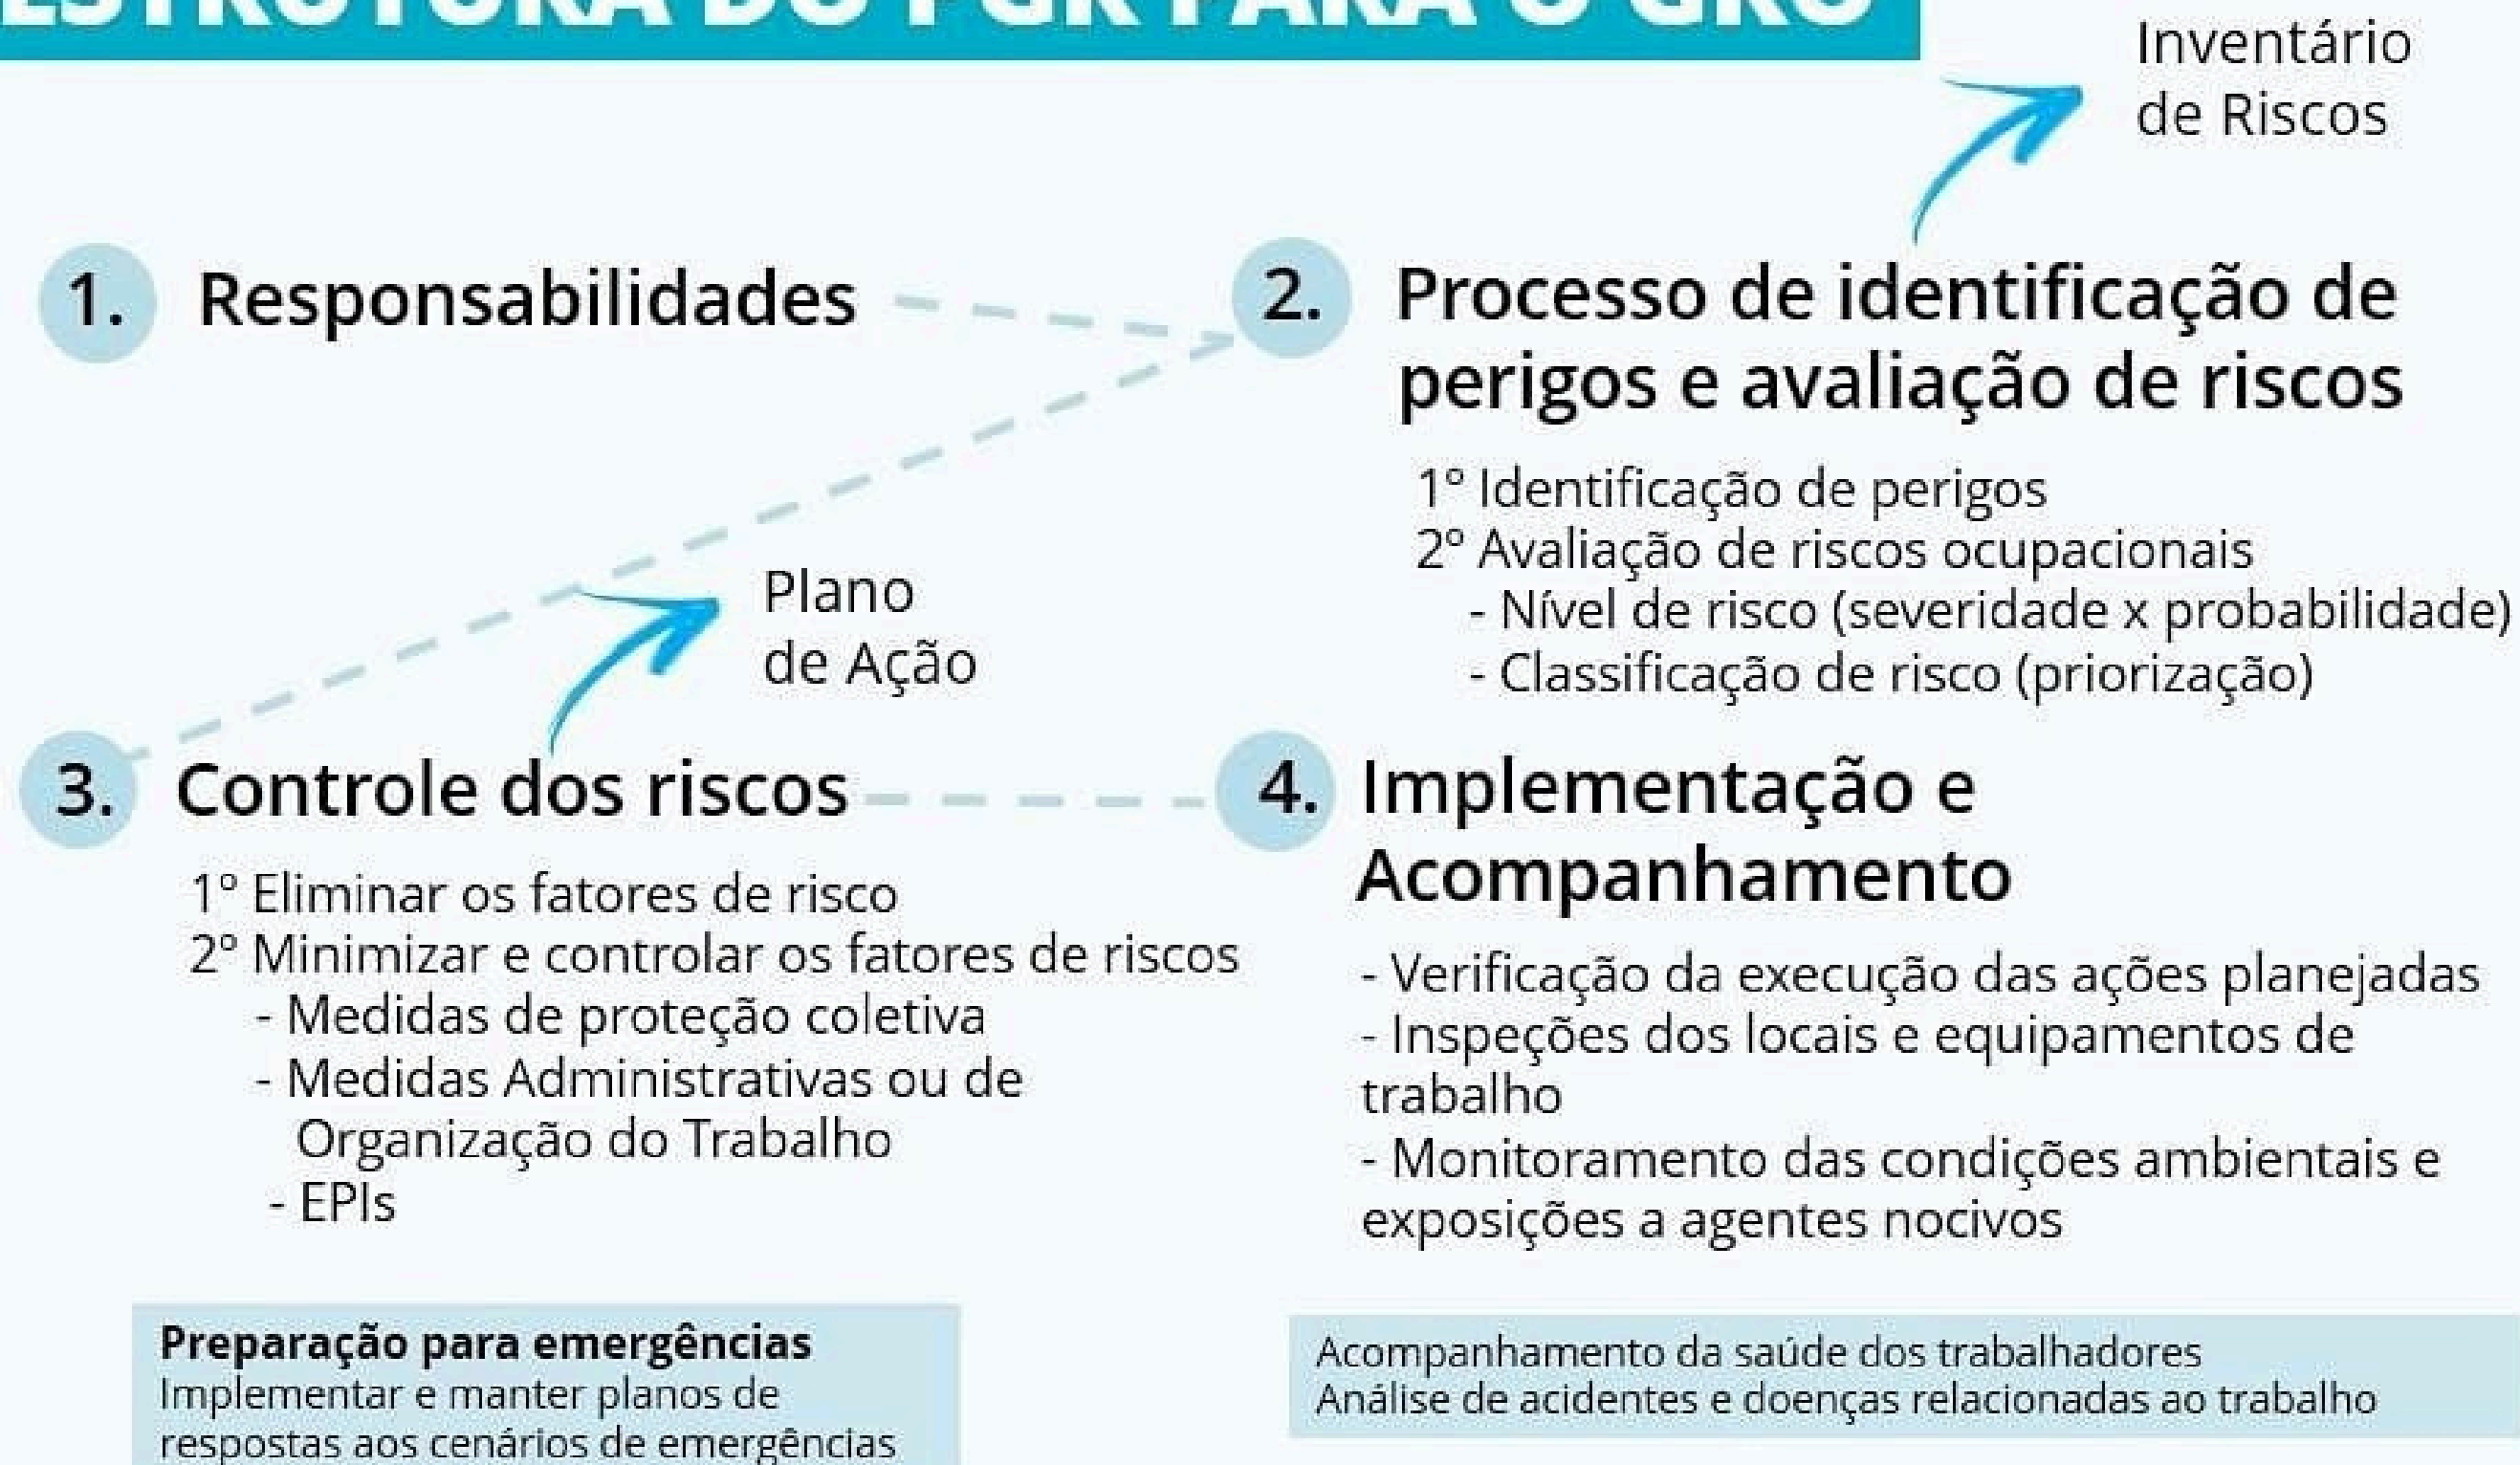 ESTRUTURA DO PGR PARA O GRO
Inventário
de Riscos
1. Responsabilidades
2. Processo de identificação de
perigos e avaliação de riscos
1º Identificação de perigos
2º Avaliação de riscos ocupacionais
- Nível de risco (severidade x probabilidade)
- Classificação de risco (priorização)
Plano
de Ação
3. Controle dos riscos
1º Eliminar os fatores de risco
2º Minimizar e controlar os fatores de riscos
- Medidas de proteção coletiva
- Medidas Administrativas ou de
Organização do Trabalho
- EPIs
4. Implementação e
Acompanhamento
- Verificação da execução das ações planejadas
- Inspeções dos locais e equipamentos de
trabalho
- Monitoramento das condições ambientais e
exposições a agentes nocivos
Preparação para emergências
Implementar e manter planos de
respostas aos cenários de emergências
Acompanhamento da saúde dos trabalhadores
Análise de acidentes e doenças relacionadas ao trabalho